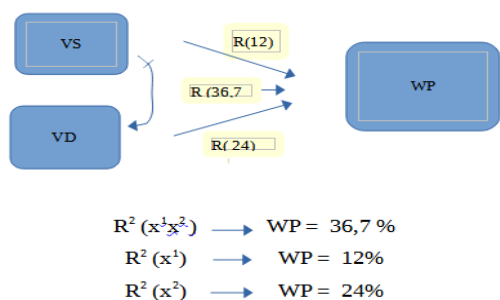 VS
R(12)
R (36,7
WP
VD
R( 24)
R² (x¹x²) → WP = 36,7 %
R² (x¹) → WP = 12%
R² (x²) → WP = 24%